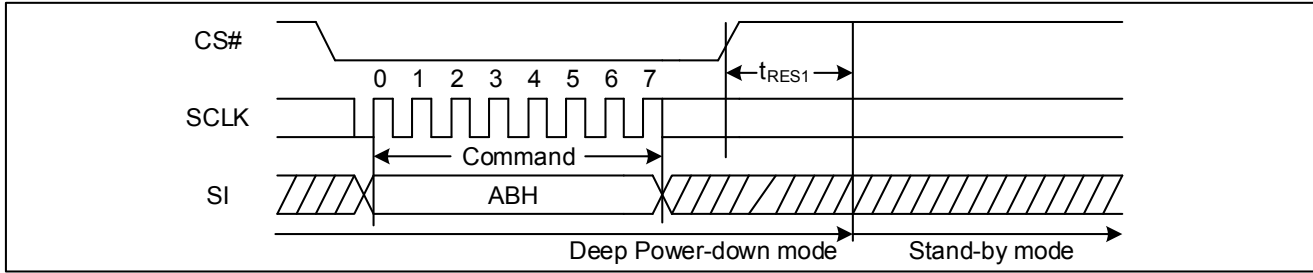 CS#
tRES1
0 1 2 3 4 5 6 7
SCLK
Command
SI
ABH
Deep Power-down mode Stand-by mode